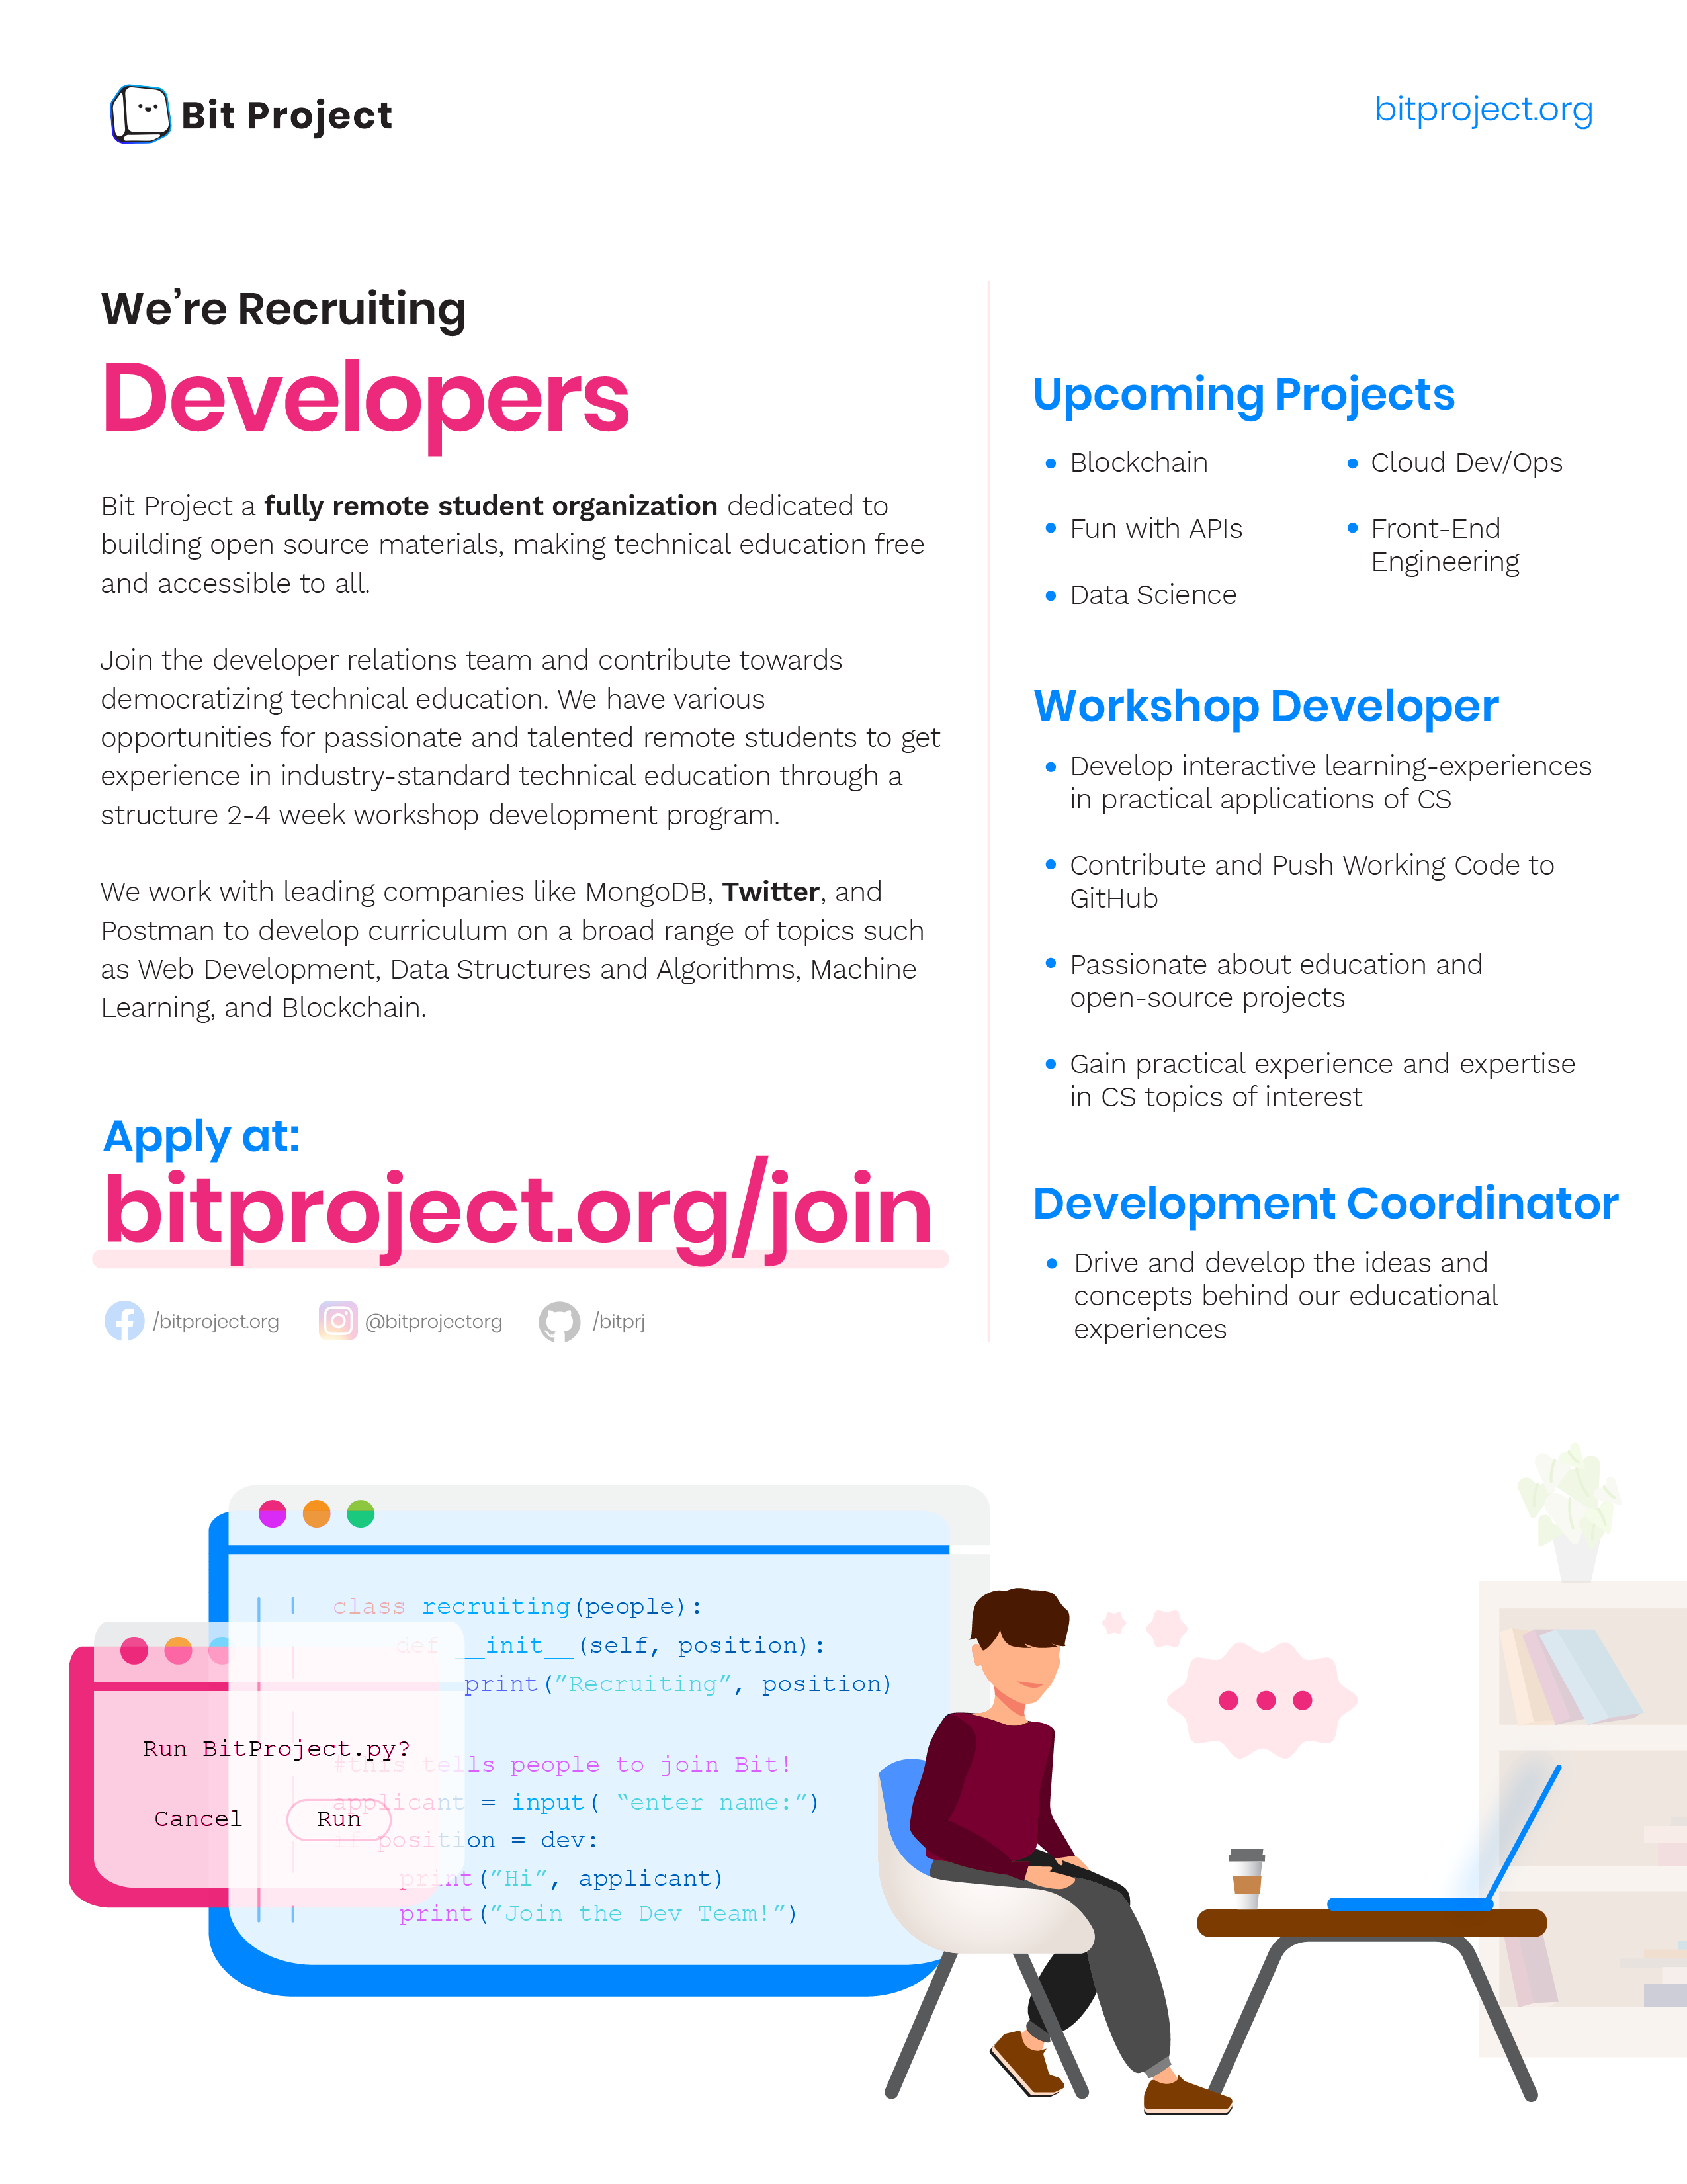 Bit Project
bitproject.org
We’re Recruiting
Developers
Bit Project a fully remote student organization dedicated to
building open source materials, making technical education free
and accessible to all.
Join the developer relations team and contribute towards
democratizing technical education. We have various
opportunities for passionate and talented remote students to get
experience in industry-standard technical education through a
structure 2-4 week workshop development program.
We work with leading companies like MongoDB, Twitter, and
Postman to develop curriculum on a broad range of topics such
as Web Development, Data Structures and Algorithms, Machine
Learning, and Blockchain.
Apply at:
bitproject.org/join
/bitproject.org
@bitprojectorg
/bitprj
Upcoming Projects
Blockchain
Fun with APIs
Data Science
Cloud Dev/Ops
Front-End
Engineering
Workshop Developer
Develop interactive learning-experiences
in practical applications of CS
Contribute and Push Working Code to
GitHub
Passionate about education and
open-source projects
Gain practical experience and expertise
in CS topics of interest
Development Coordinator
Drive and develop the ideas and
concepts behind our educational
experiences
class recruiting(people):
def __init__(self, position):
print(”Recruiting”, position)
#this tells people to join Bit!
applicant = input( “enter name:”)
position = dev:
print(”Hi”, applicant)
print(”Join the Dev Team!”)
Run BitProject.py?
Cancel
Run